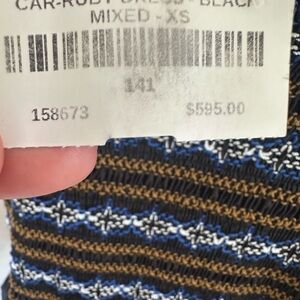 CAR-RUBY DRESS - BLACK
MIXED - XS
141
158673 $595.00